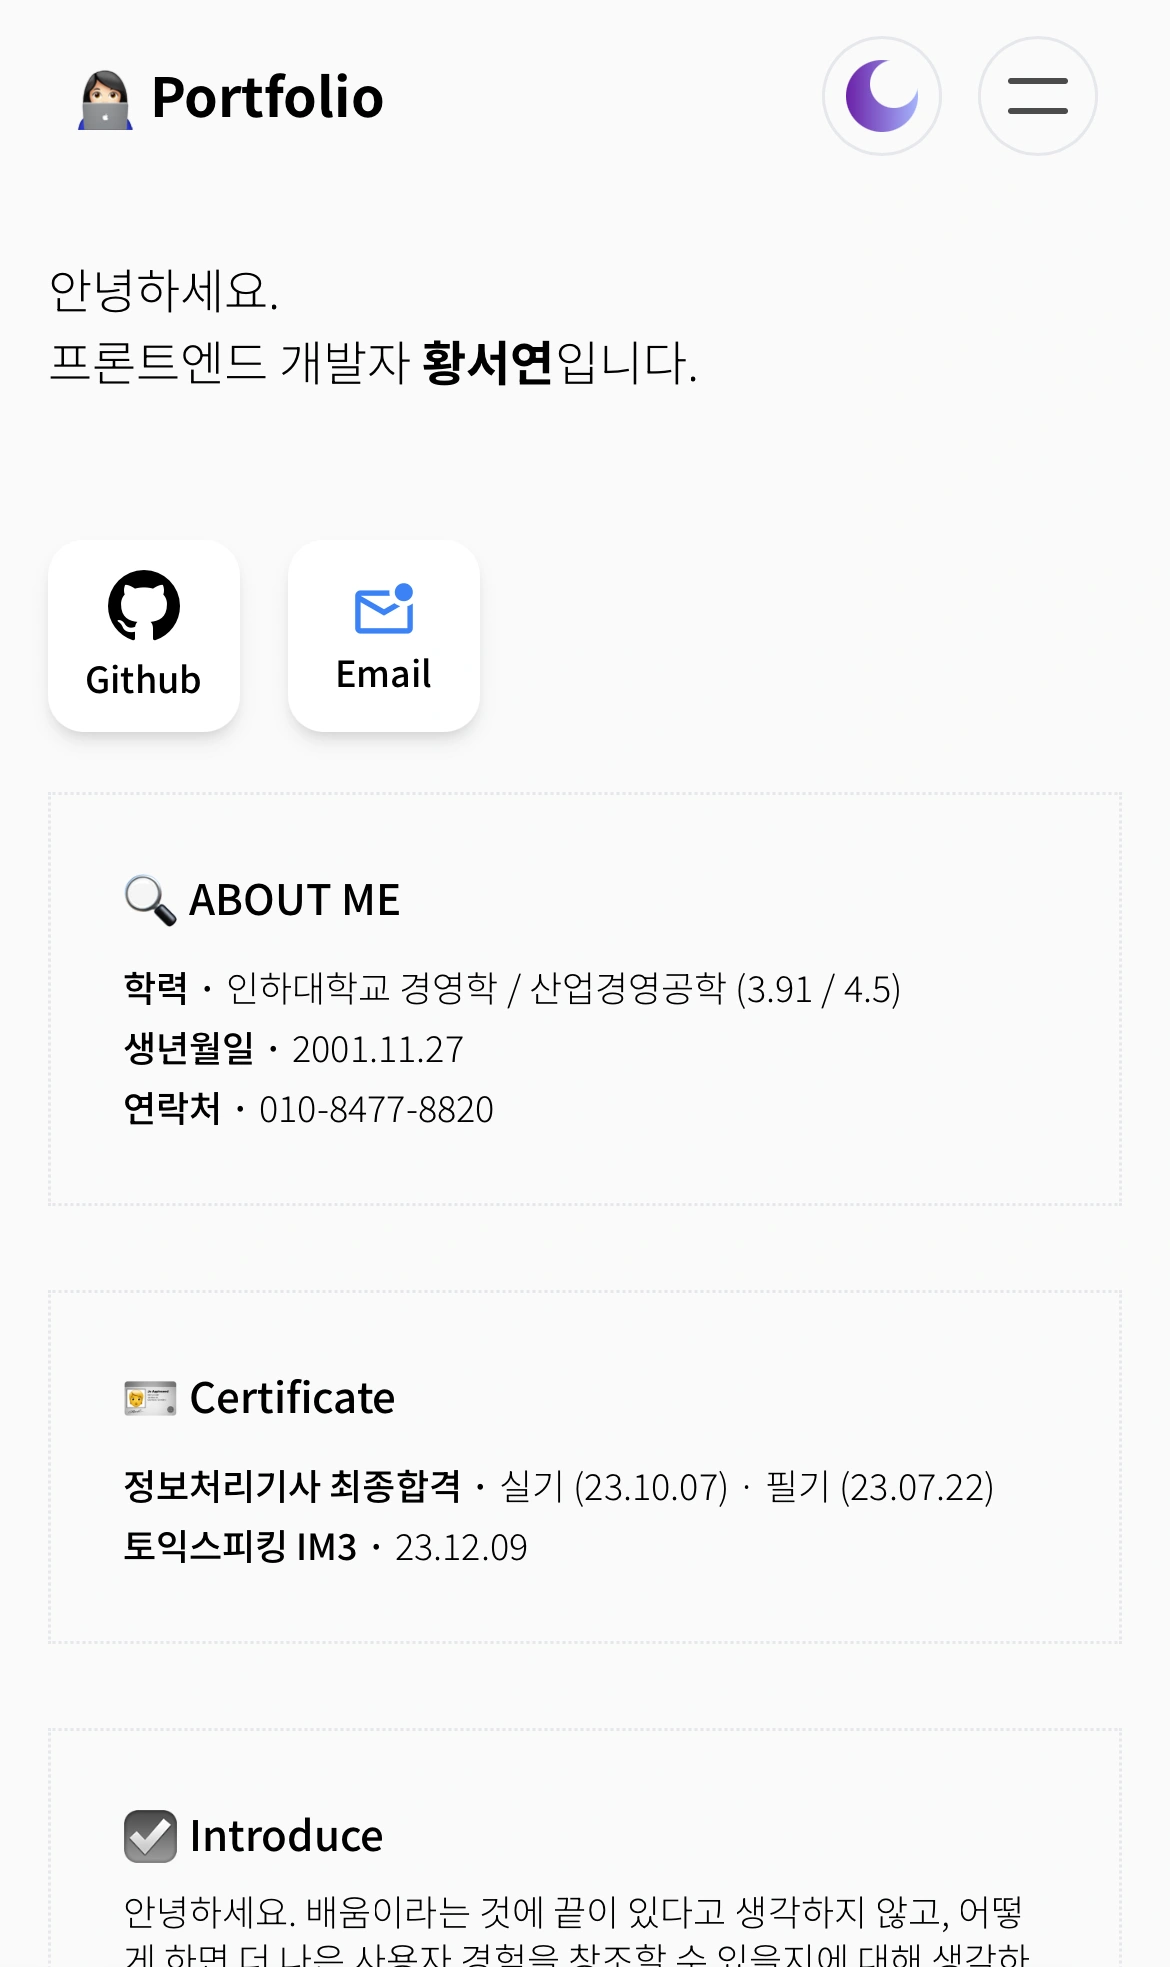 Portfolio
안녕하세요.
프론트엔드 개발자 황서연입니다.
Github
Email
ABOUT ME
학력 · 인하대학교 경영학 / 산업경영공학 (3.91 / 4.5)
생년월일 · 2001.11.27
연락처 · 010-8477-8820
Certificate
정보처리기사 최종합격 · 실기 (23.10.07) · 필기 (23.07.22)
토익스피킹 IM3 · 23.12.09
Introduce
안녕하세요. 배움이라는 것에 끝이 있다고 생각하지 않고, 어떻
게 하면 더 나은 사용자 경험을 창조할 수 있을지에 대해 생각하